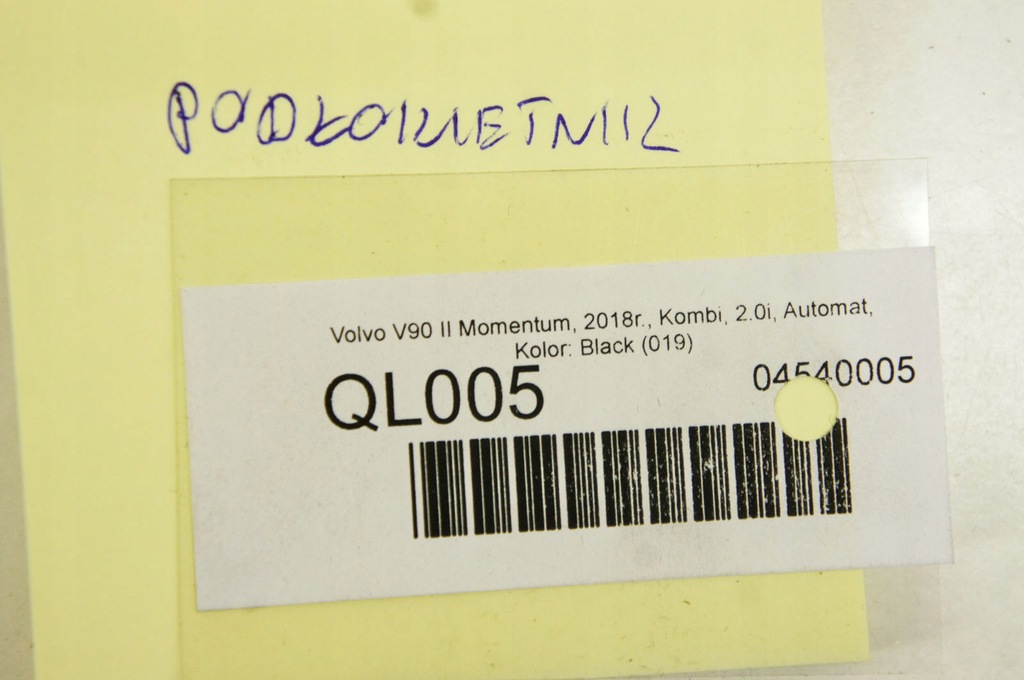 PODŁOKIETNIK
Volvo V90 II Momentum, 2018r., Kombi, 2.0i, Automat,
Kolor: Black (019)
QL005
04540005